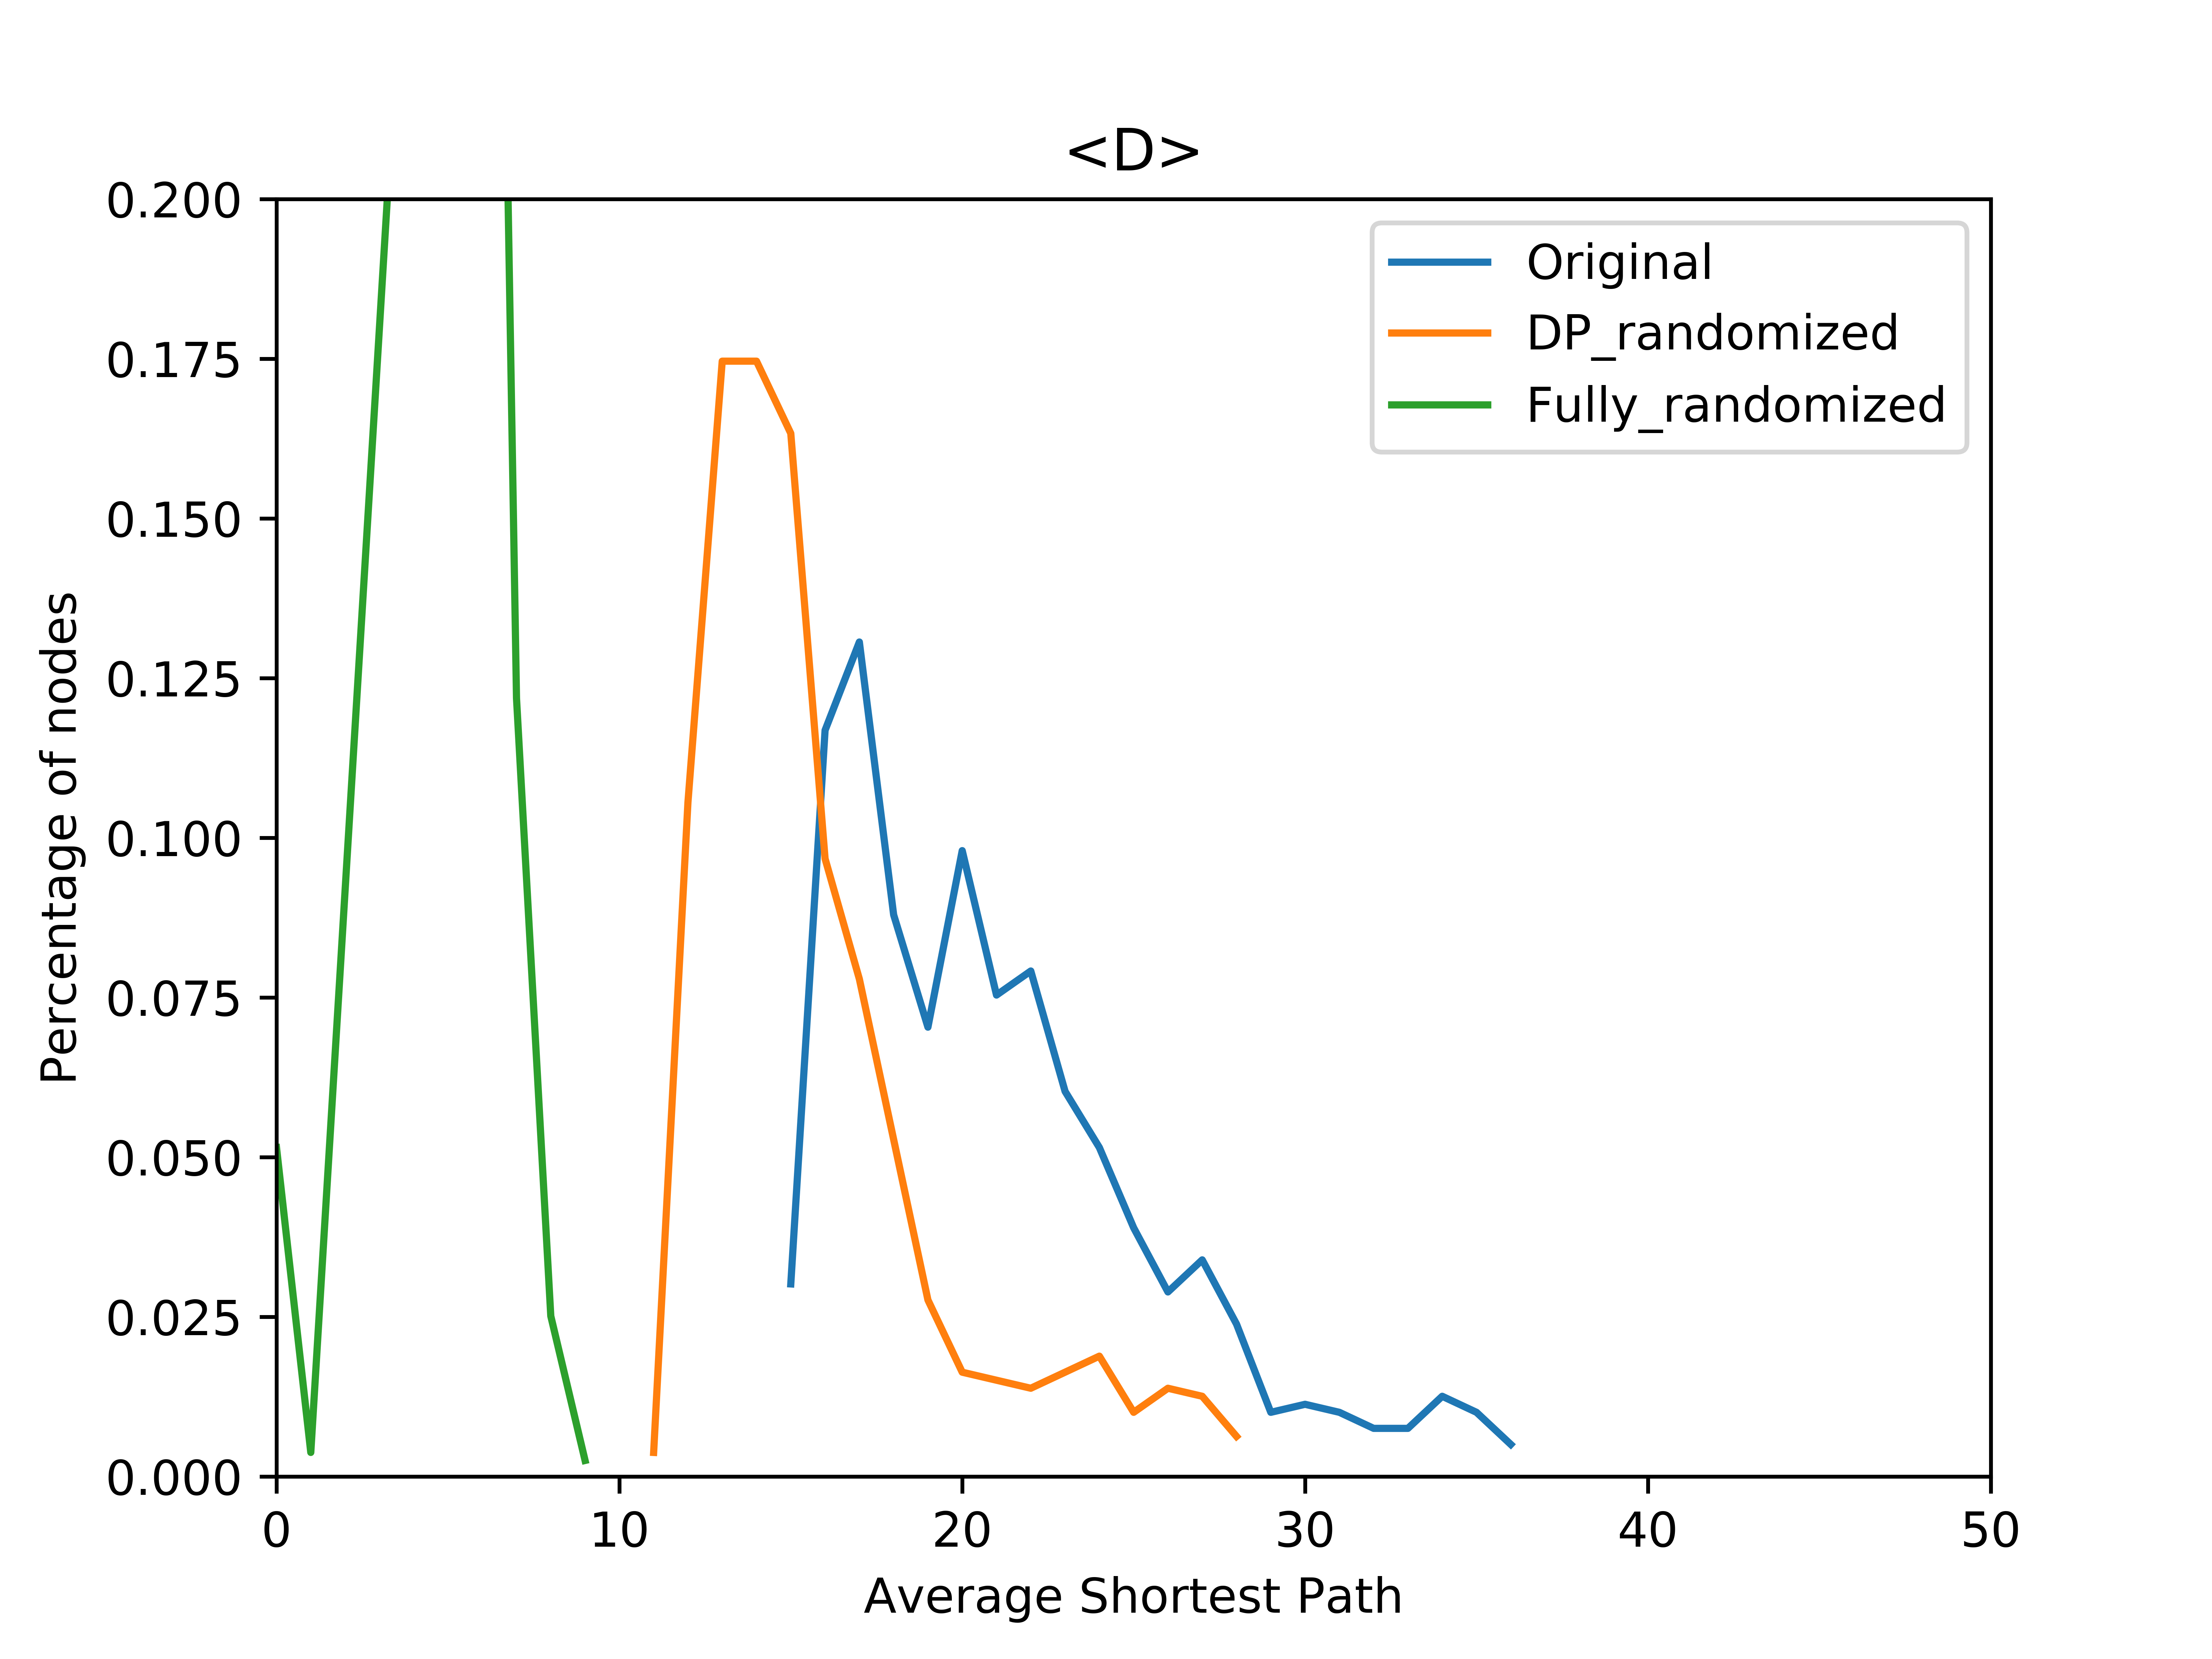 <D>
0.200
0.175
0.150
0.125
0.100
0.075
0.050
0.025
0.000
Percentage of nodes
Original
DP_randomized
Fully_randomized
0 10 20 30 40 50
Average Shortest Path